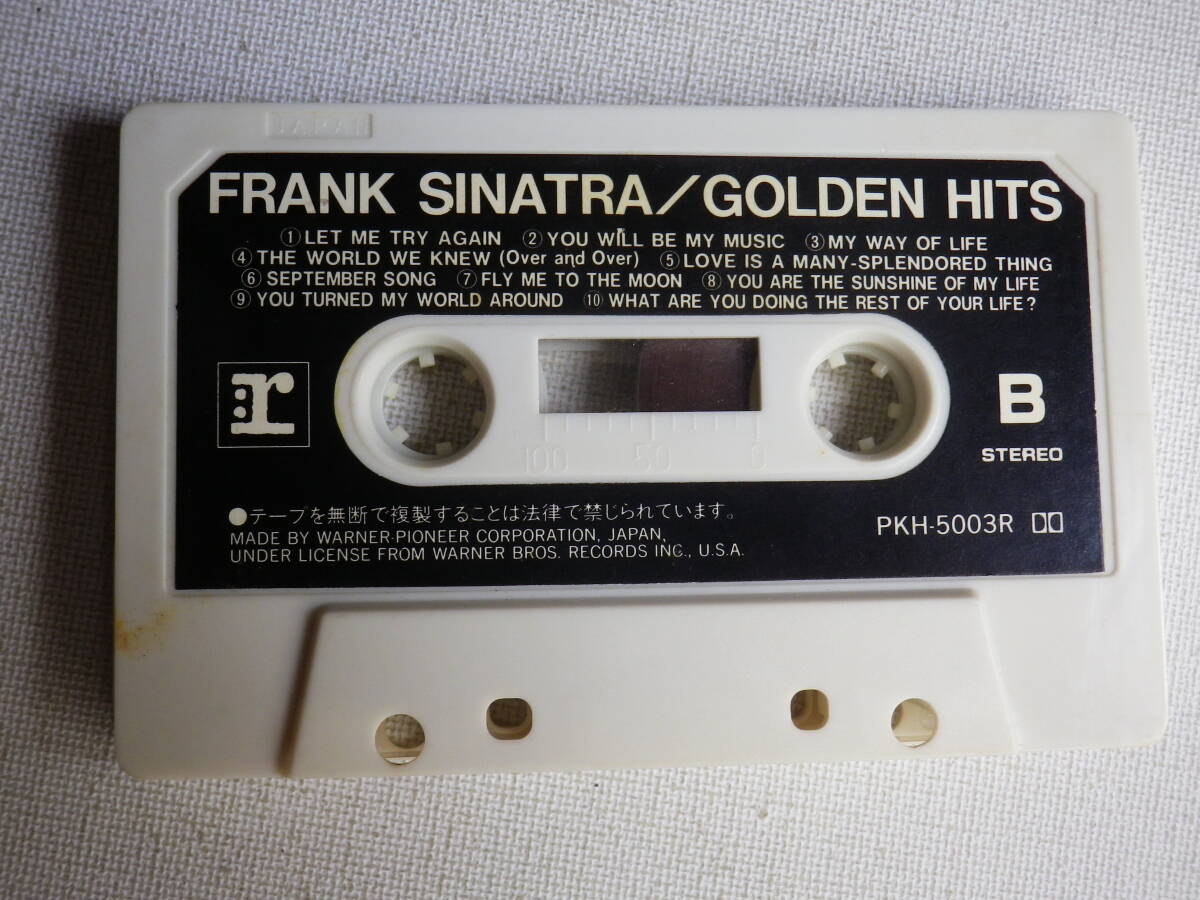 JAPAN
FRANK SINATRA/GOLDEN HITS
①LET ME TRY AGAIN ②YOU WILL BE MY MUSIC ③MY WAY OF LIFE
④THE WORLD WE KNEW (Over and Over) ⑤LOVE IS A MANY-SPLENDORED THING
⑥SEPTEMBER SONG ⑦FLY ME TO THE MOON ⑧YOU ARE THE SUNSHINE OF MY LIFE
⑨YOU TURNED MY WORLD AROUND ⑩WHAT ARE YOU DOING THE REST OF YOUR LIFE?
:r
B
STEREO
100 50 0
●テープを無断で複製することは法律で禁じられています。
MADE BY WARNER-PIONEER CORPORATION, JAPAN,
UNDER LICENSE FROM WARNER BROS. RECORDS INC., U.S.A.
PKH-5003R